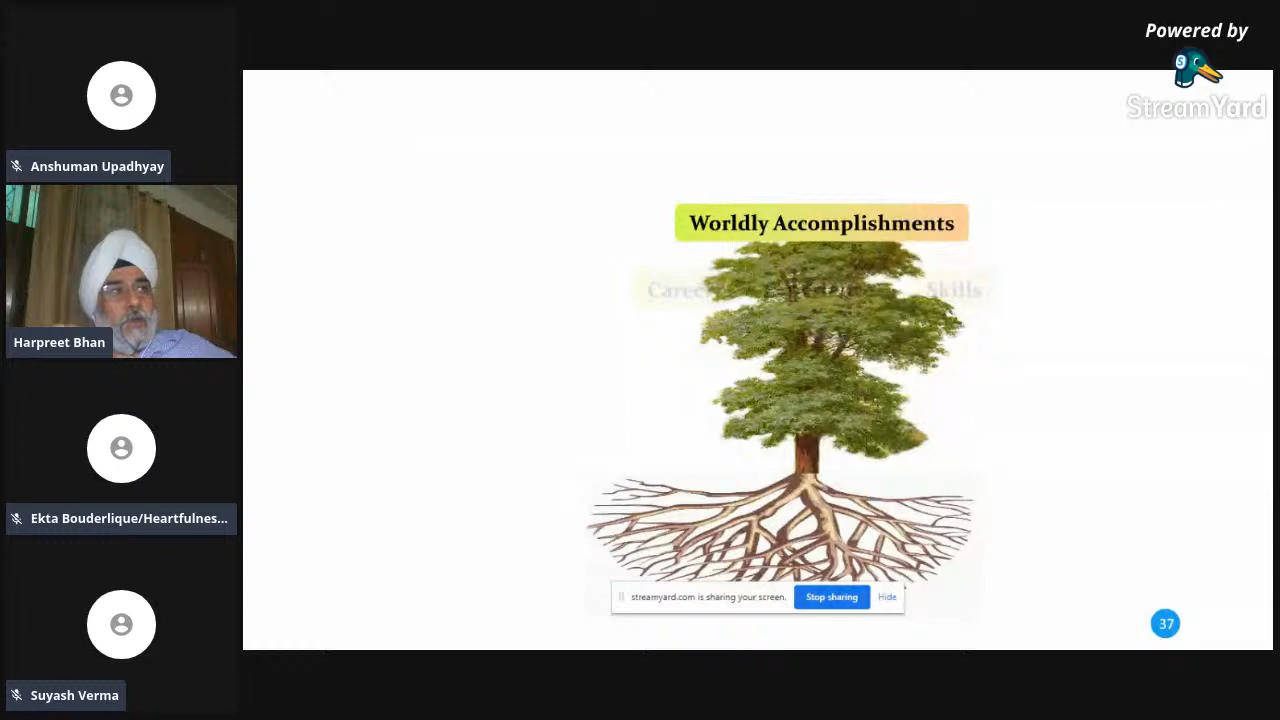 Powered by
StreamYard
Anshuman Upadhyay
Harpreet Bhan
Ekta Bouderlique/Heartfulnes...
Suyash Verma
Worldly Accomplishments
Skills
streamyard.com is sharing your screen.
Stop sharing
Hide
37